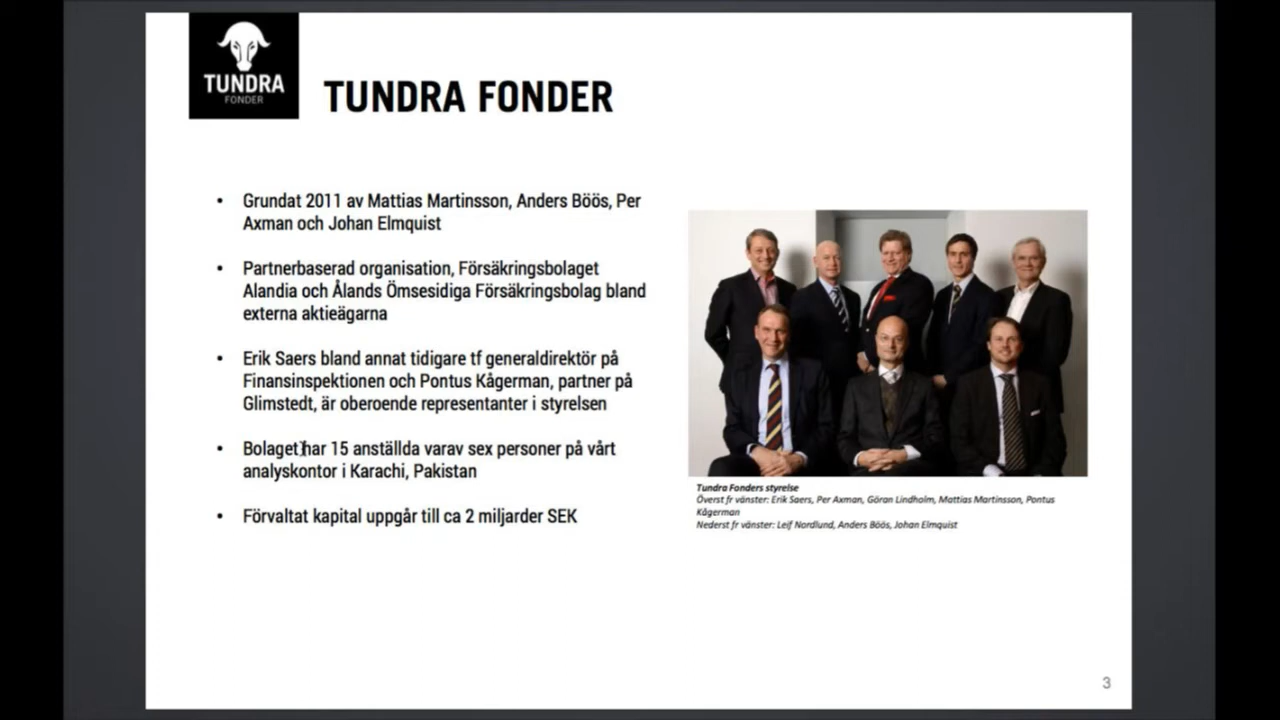 TUNDRA
FONDER
TUNDRA FONDER
• Grundat 2011 av Mattias Martinsson, Anders Böös, Per
Axman och Johan Elmquist
• Partnerbaserad organisation, Försäkringsbolaget
Alandia och Ålands Ömsesidiga Försäkringsbolag bland
externa aktieägarna
• Erik Saers bland annat tidigare tf generaldirektör på
Finansinspektionen och Pontus Kågerman, partner på
Glimstedt, är oberoende representanter i styrelsen
• Bolaget har 15 anställda varav sex personer på vårt
analyskontor i Karachi, Pakistan
• Förvaltat kapital uppgår till ca 2 miljarder SEK
Tundra Fonders styrelse
Överst fr vänster: Erik Saers, Per Axman, Göran Lindholm, Mattias Martinsson, Pontus
Kågerman
Nederst fr vänster: Leif Nordlund, Anders Böös, Johan Elmquist
3